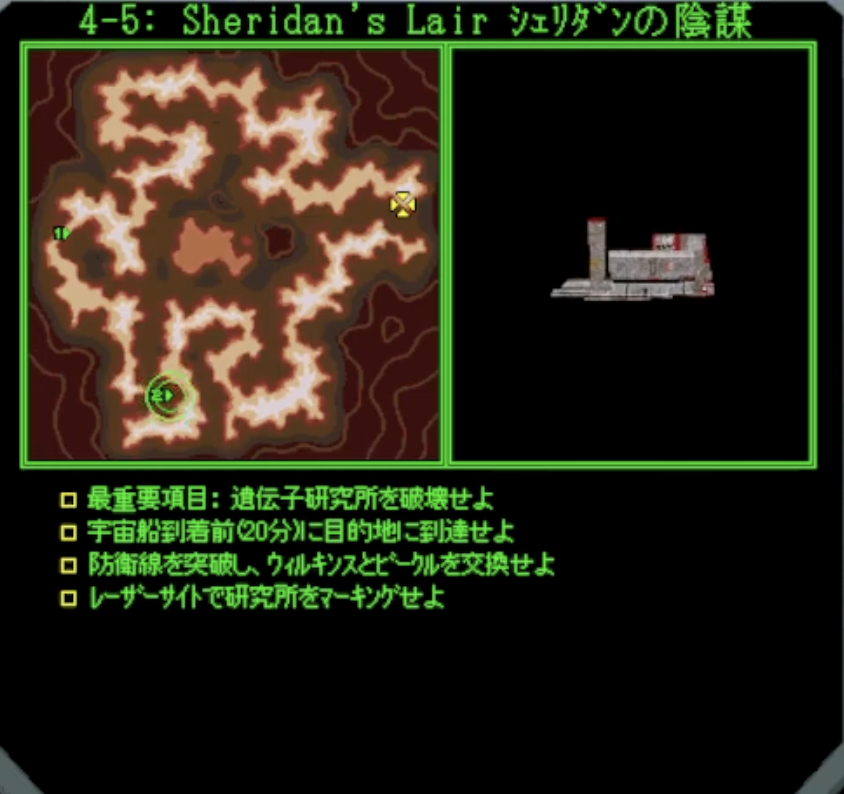 4-5: Sheridan's Lair ｼｪﾘﾀﾞﾝの陰謀
1
2
最重要項目: 遺伝子研究所を破壊せよ
宇宙船到着前(20分)に目的地に到達せよ
防衛線を突破し、ウィルキンスとビークルを交換せよ
レーザーサイトで研究所をマーキングせよ